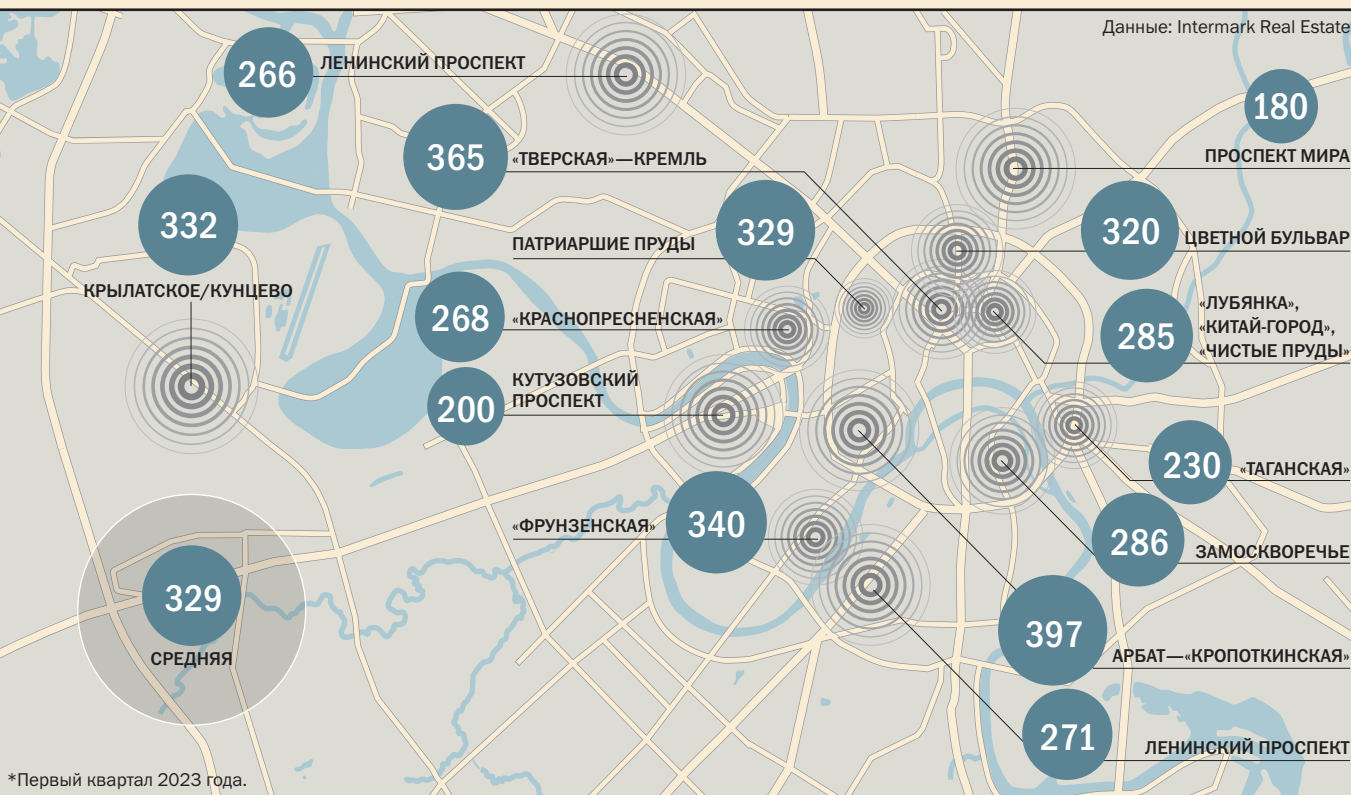 Данные: Intermark Real Estate
266
ЛЕНИНСКИЙ ПРОСПЕКТ
180
ПРОСПЕКТ МИРА
365
«ТВЕРСКАЯ»—КРЕМЛЬ
332
КРЫЛАТСКОЕ/КУНЦЕВО
ПАТРИАРШИЕ ПРУДЫ
329
320
ЦВЕТНОЙ БУЛЬВАР
268
«КРАСНОПРЕСНЕНСКАЯ»
285
«ЛУБЯНКА»,
«КИТАЙ-ГОРОД»,
«ЧИСТЫЕ ПРУДЫ»
200
КУТУЗОВСКИЙ
ПРОСПЕКТ
230
«ТАГАНСКАЯ»
«ФРУНЗЕНСКАЯ»
340
286
ЗАМОСКВОРЕЧЬЕ
329
СРЕДНЯЯ
397
АРБАТ—«КРОПОТКИНСКАЯ»
271
ЛЕНИНСКИЙ ПРОСПЕКТ
*Первый квартал 2023 года.